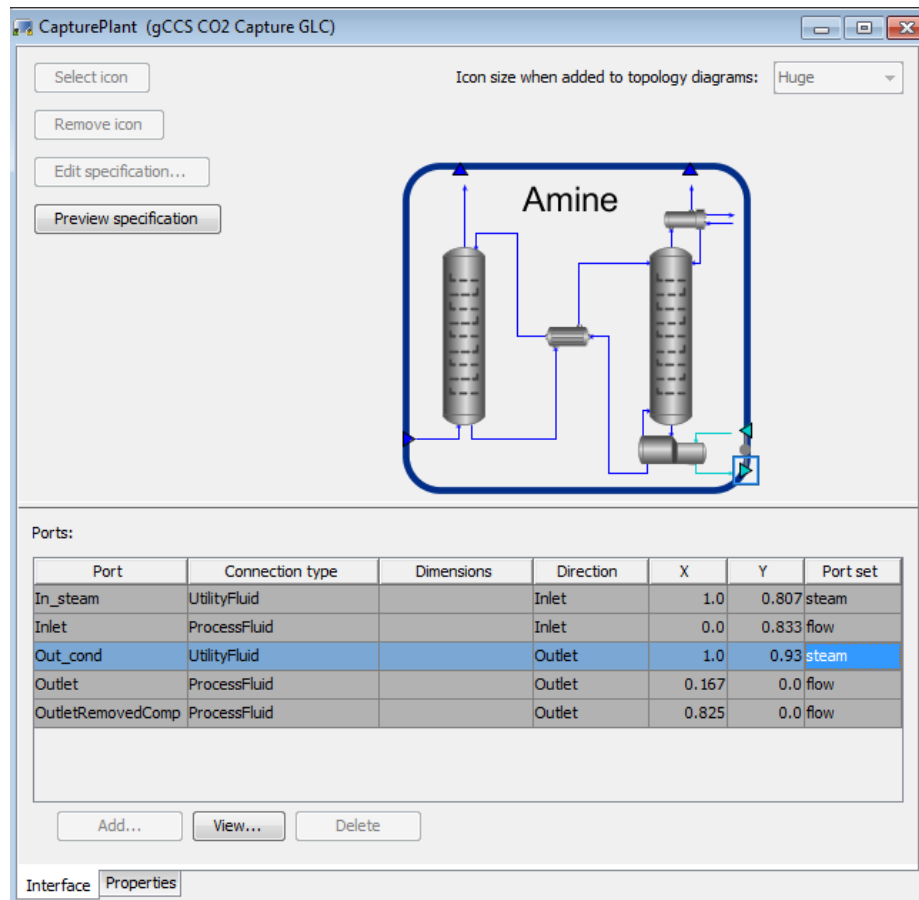 CapturePlant (gCCS CO2 Capture GLC)
Select icon
Icon size when added to topology diagrams: Huge
Remove icon
Edit specification...
Preview specification
Amine
Ports:
Port Connection type Dimensions Direction X Y Port set
In_steam UtilityFluid Inlet 1.0 0.807 steam
Inlet ProcessFluid Inlet 0.0 0.833 flow
Out_cond UtilityFluid Outlet 1.0 0.93 steam
Outlet ProcessFluid Outlet 0.167 0.0 flow
OutletRemovedComp ProcessFluid Outlet 0.825 0.0 flow
Add... View... Delete
Interface Properties